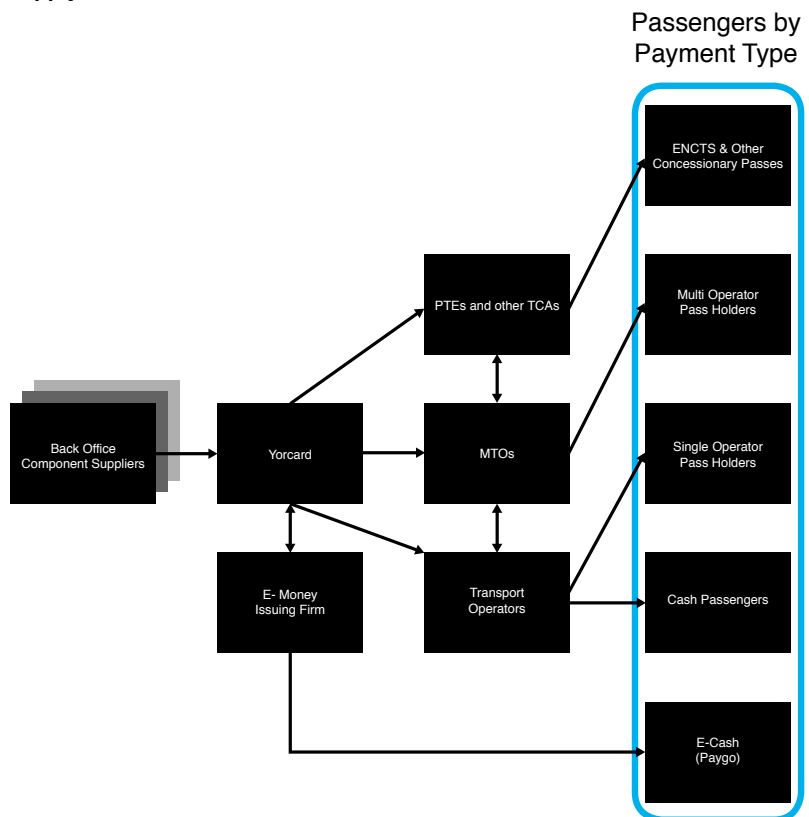 Passengers by
Payment Type
ENCTS & Other
Concessionary Passes
PTEs and other TCAs
Multi Operator
Pass Holders
Back Office
Component Suppliers
Yorcard
MTOs
Single Operator
Pass Holders
E- Money
Issuing Firm
Transport
Operators
Cash Passengers
E-Cash
(Paygo)